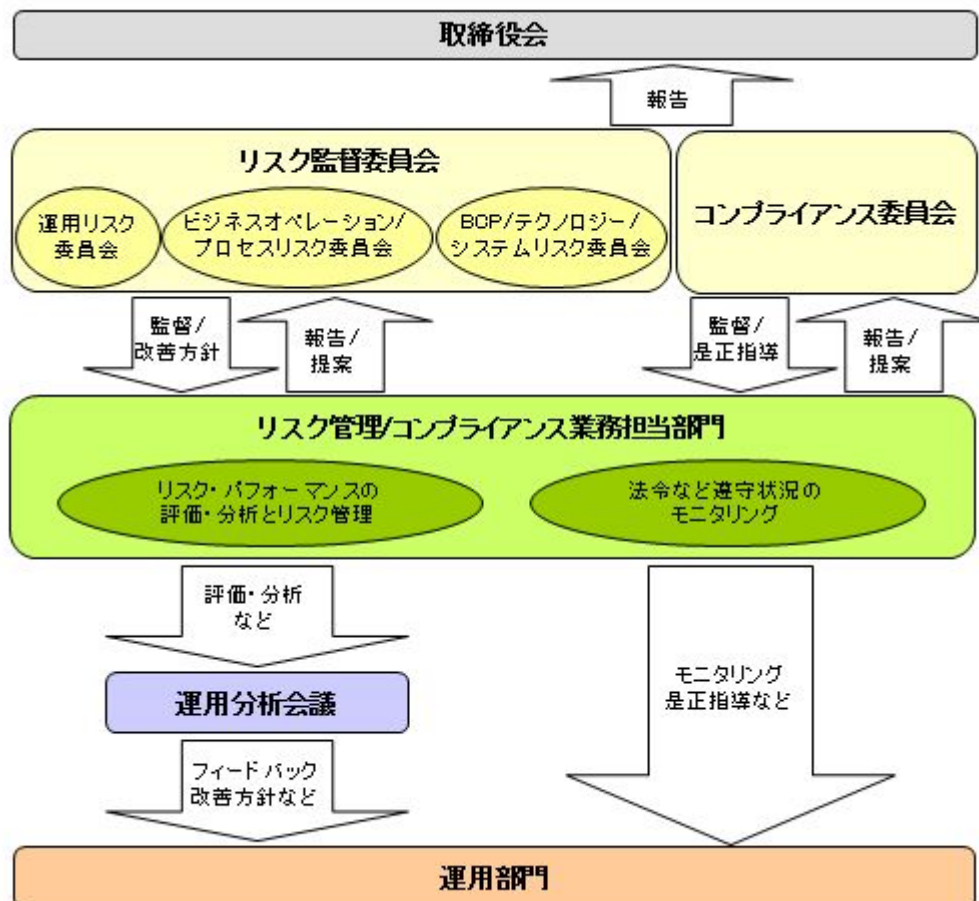 取締役会
報告
リスク監督委員会
運用リスク
委員会
ビジネスオペレーション/
プロセスリスク委員会
BCP/テクノロジー/
システムリスク委員会
コンプライアンス委員会
監督/
改善方針
報告/
提案
監督/
是正指導
報告/
提案
リスク管理/コンプライアンス業務担当部門
リスク・パフォーマンスの
評価・分析とリスク管理
法令など遵守状況の
モニタリング
評価・分析
など
運用分析会議
モニタリング
是正指導など
フィードバック
改善方針など
運用部門